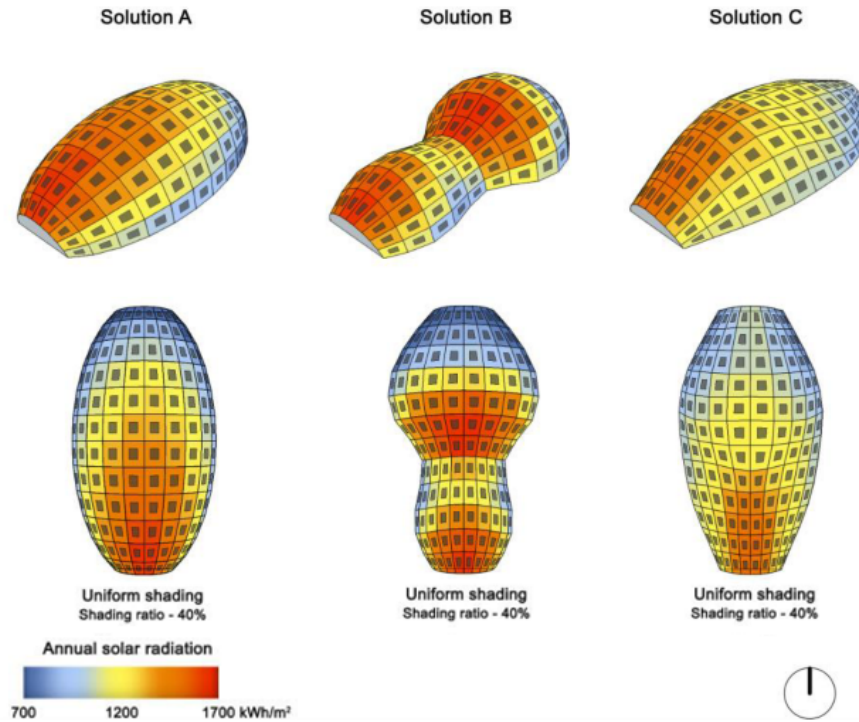 Solution A
Solution B
Solution C
Uniform shading
Shading ratio - 40%
Uniform shading
Shading ratio - 40%
Uniform shading
Shading ratio - 40%
Annual solar radiation
700 1200 1700 kWh/m²